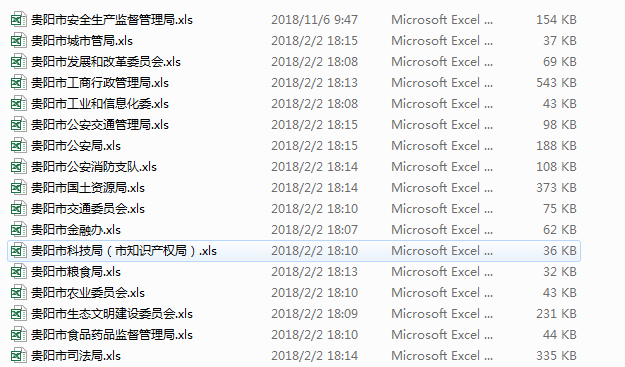 贵阳市安全生产监督管理局.xls 2018/11/6 9:47 Microsoft Excel ... 154 KB
贵阳市城市管局.xls 2018/2/2 18:15 Microsoft Excel ... 37 KB
贵阳市发展和改革委员会.xls 2018/2/2 18:08 Microsoft Excel ... 69 KB
贵阳市工商行政管理局.xls 2018/2/2 18:13 Microsoft Excel ... 543 KB
贵阳市工业和信息化委.xls 2018/2/2 18:08 Microsoft Excel ... 43 KB
贵阳市公安交通管理局.xls 2018/2/2 18:15 Microsoft Excel ... 98 KB
贵阳市公安局.xls 2018/2/2 18:15 Microsoft Excel ... 188 KB
贵阳市公安消防支队.xls 2018/2/2 18:14 Microsoft Excel ... 108 KB
贵阳市国土资源局.xls 2018/2/2 18:14 Microsoft Excel ... 373 KB
贵阳市交通委员会.xls 2018/2/2 18:10 Microsoft Excel ... 75 KB
贵阳市金融办.xls 2018/2/2 18:07 Microsoft Excel ... 62 KB
贵阳市科技局（市知识产权局）.xls 2018/2/2 18:10 Microsoft Excel ... 36 KB
贵阳市粮食局.xls 2018/2/2 18:13 Microsoft Excel ... 32 KB
贵阳市农业委员会.xls 2018/2/2 18:10 Microsoft Excel ... 43 KB
贵阳市生态文明建设委员会.xls 2018/2/2 18:09 Microsoft Excel ... 231 KB
贵阳市食品药品监督管理局.xls 2018/2/2 18:10 Microsoft Excel ... 44 KB
贵阳市司法局.xls 2018/2/2 18:14 Microsoft Excel ... 335 KB